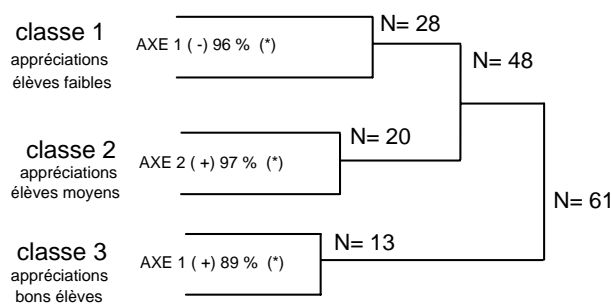 classe 1
appréciations
élèves faibles
AXE 1 ( -) 96 % (*)
N= 28
N= 48
classe 2
appréciations
élèves moyens
AXE 2 ( +) 97 % (*)
N= 20
N= 61
classe 3
appréciations
bons élèves
AXE 1 ( +) 89 % (*)
N= 13